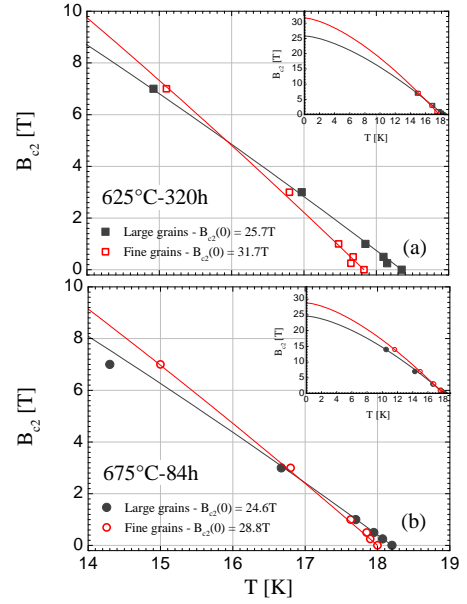 10
8
6
4
2
0
B_c2 [T]
35
30
25
20
15
10
5
0
B_c2 [T]
0 2 4 6 8 10 12 14 16 18
T [K]
625°C-320h
Large grains - B_c2(0) = 25.7T
Fine grains - B_c2(0) = 31.7T
(a)
10
8
6
4
2
0
B_c2 [T]
35
30
25
20
15
10
5
0
B_c2 [T]
0 2 4 6 8 10 12 14 16 18
T [K]
675°C-84h
Large grains - B_c2(0) = 24.6T
Fine grains - B_c2(0) = 28.8T
(b)
14 15 16 17 18 19
T [K]